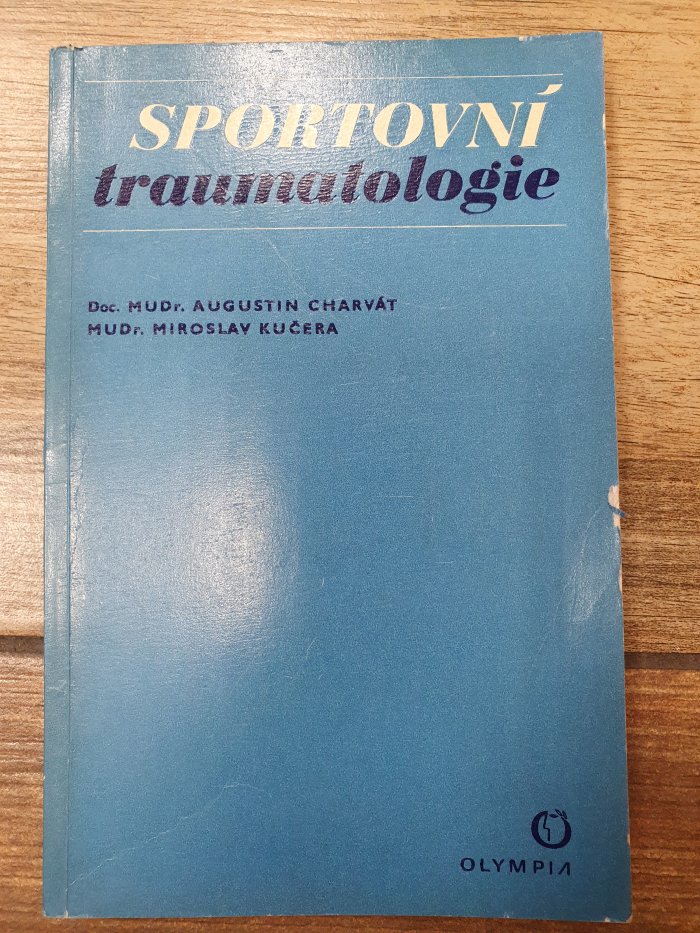 SPORTOVNÍ
traumatologie
Doc. MUDr. AUGUSTIN CHARVÁT
MUDr. MIROSLAV KUČERA
OLYMPIA